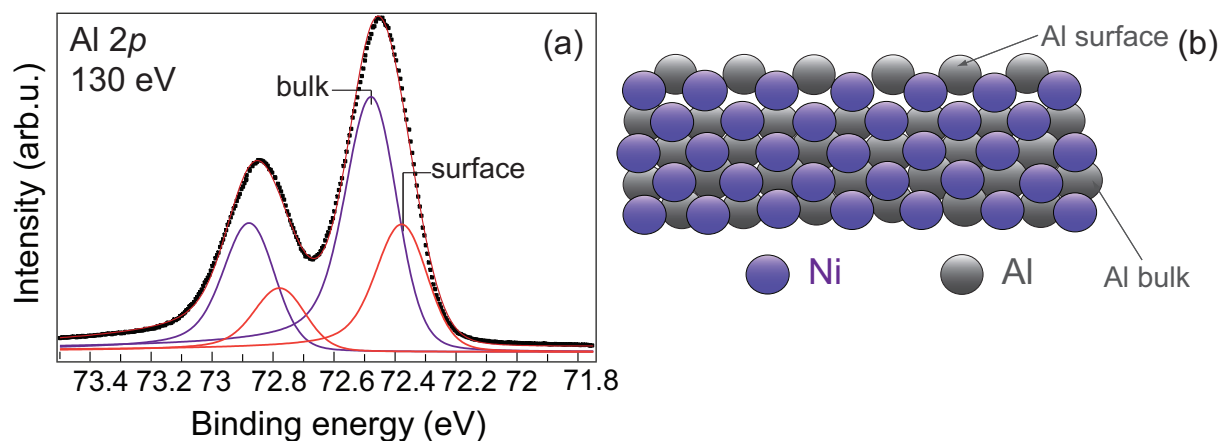 Al 2p
130 eV
(a)
bulk
surface
Intensity (arb.u.)
73.4 73.2 73 72.8 72.6 72.4 72.2 72 71.8
Binding energy (eV)
(b)
Al surface
Ni
Al
Al bulk